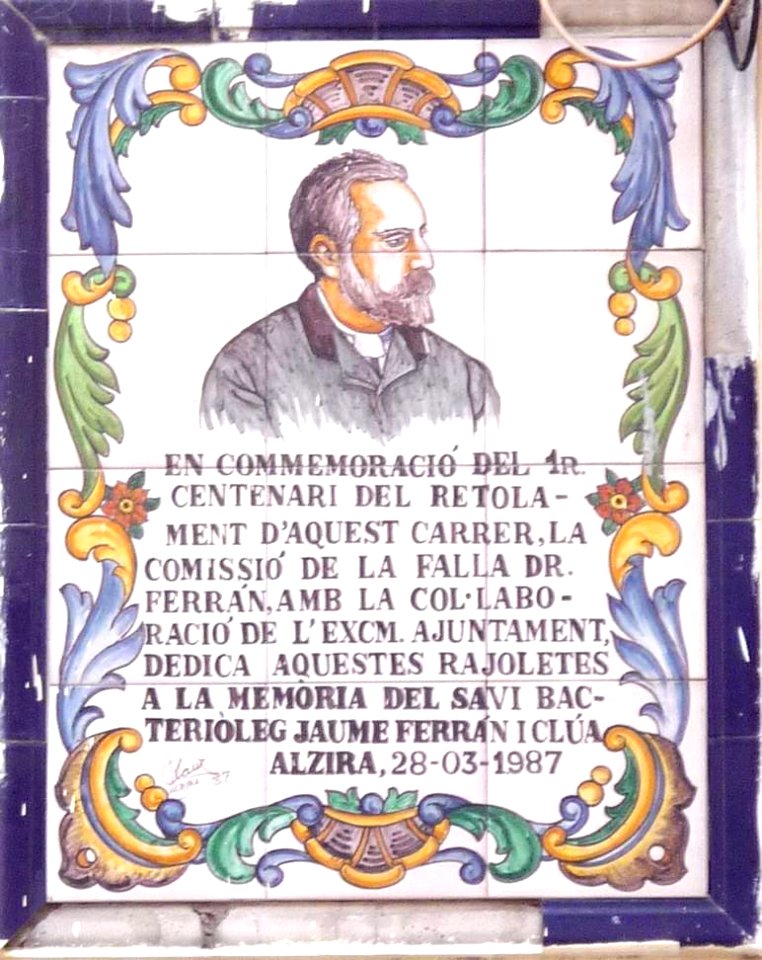 EN COMMEMORACIÓ DEL 1R.
CENTENARI DEL RETOLA-
MENT D'AQUEST CARRER, LA
COMISSIÓ DE LA FALLA DR.
FERRÁN, AMB LA COL·LABO-
RACIÓ DE L'EXCM. AJUNTAMENT,
DEDICA AQUESTES RAJOLETES
A LA MEMÒRIA DEL SAVI BAC-
TERIÒLEG JAUME FERRÁN I CLÚA
ALZIRA, 28-03-1987